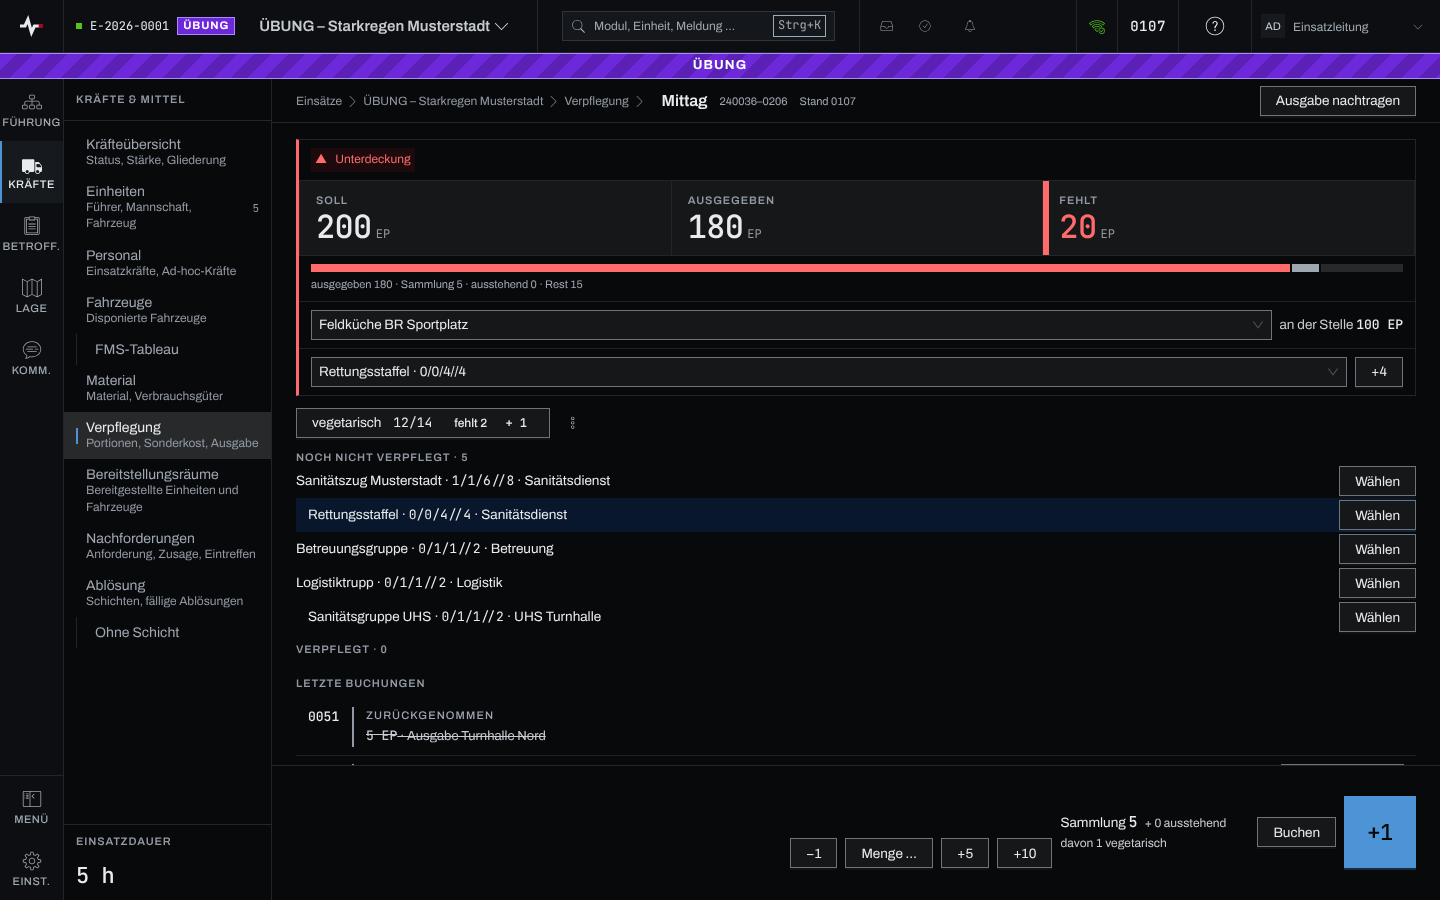 E-2026-0001 ÜBUNG ÜBUNG – Starkregen Musterstadt Modul, Einheit, Meldung ... Strg+K 0107 ? AD Einsatzleitung
ÜBUNG
FÜHRUNG
KRÄFTE
BETROFF.
LAGE
KOMM.
MENÜ
EINST.
KRÄFTE & MITTEL
Kräfteübersicht
Status, Stärke, Gliederung
Einheiten
Führer, Mannschaft,
Fahrzeug
5
Personal
Einsatzkräfte, Ad-hoc-Kräfte
Fahrzeuge
Disponierte Fahrzeuge
FMS-Tableau
Material
Material, Verbrauchsgüter
Verpflegung
Portionen, Sonderkost, Ausgabe
Bereitstellungsräume
Bereitgestellte Einheiten und
Fahrzeuge
Nachforderungen
Anforderung, Zusage, Eintreffen
Ablösung
Schichten, fällige Ablösungen
Ohne Schicht
EINSATZDAUER
5 h
Einsätze ÜBUNG – Starkregen Musterstadt Verpflegung Mittag 240036–0206 Stand 0107 Ausgabe nachtragen
Unterdeckung
SOLL
200 EP
AUSGEGEBEN
180 EP
FEHLT
20 EP
ausgegeben 180 · Sammlung 5 · ausstehend 0 · Rest 15
Feldküche BR Sportplatz an der Stelle 100 EP
Rettungsstaffel · 0/0/4//4 +4
vegetarisch 12/14 fehlt 2 + 1
NOCH NICHT VERPFLEGT · 5
Sanitätszug Musterstadt · 1/1/6//8 · Sanitätsdienst Wählen
Rettungsstaffel · 0/0/4//4 · Sanitätsdienst Wählen
Betreuungsgruppe · 0/1/1//2 · Betreuung Wählen
Logistiktrupp · 0/1/1//2 · Logistik Wählen
Sanitätsgruppe UHS · 0/1/1//2 · UHS Turnhalle Wählen
VERPFLEGT · 0
LETZTE BUCHUNGEN
0051 ZURÜCKGENOMMEN
5 EP · Ausgabe Turnhalle Nord
−1 Menge ... +5 +10
Sammlung 5 + 0 ausstehend
davon 1 vegetarisch
Buchen
+1